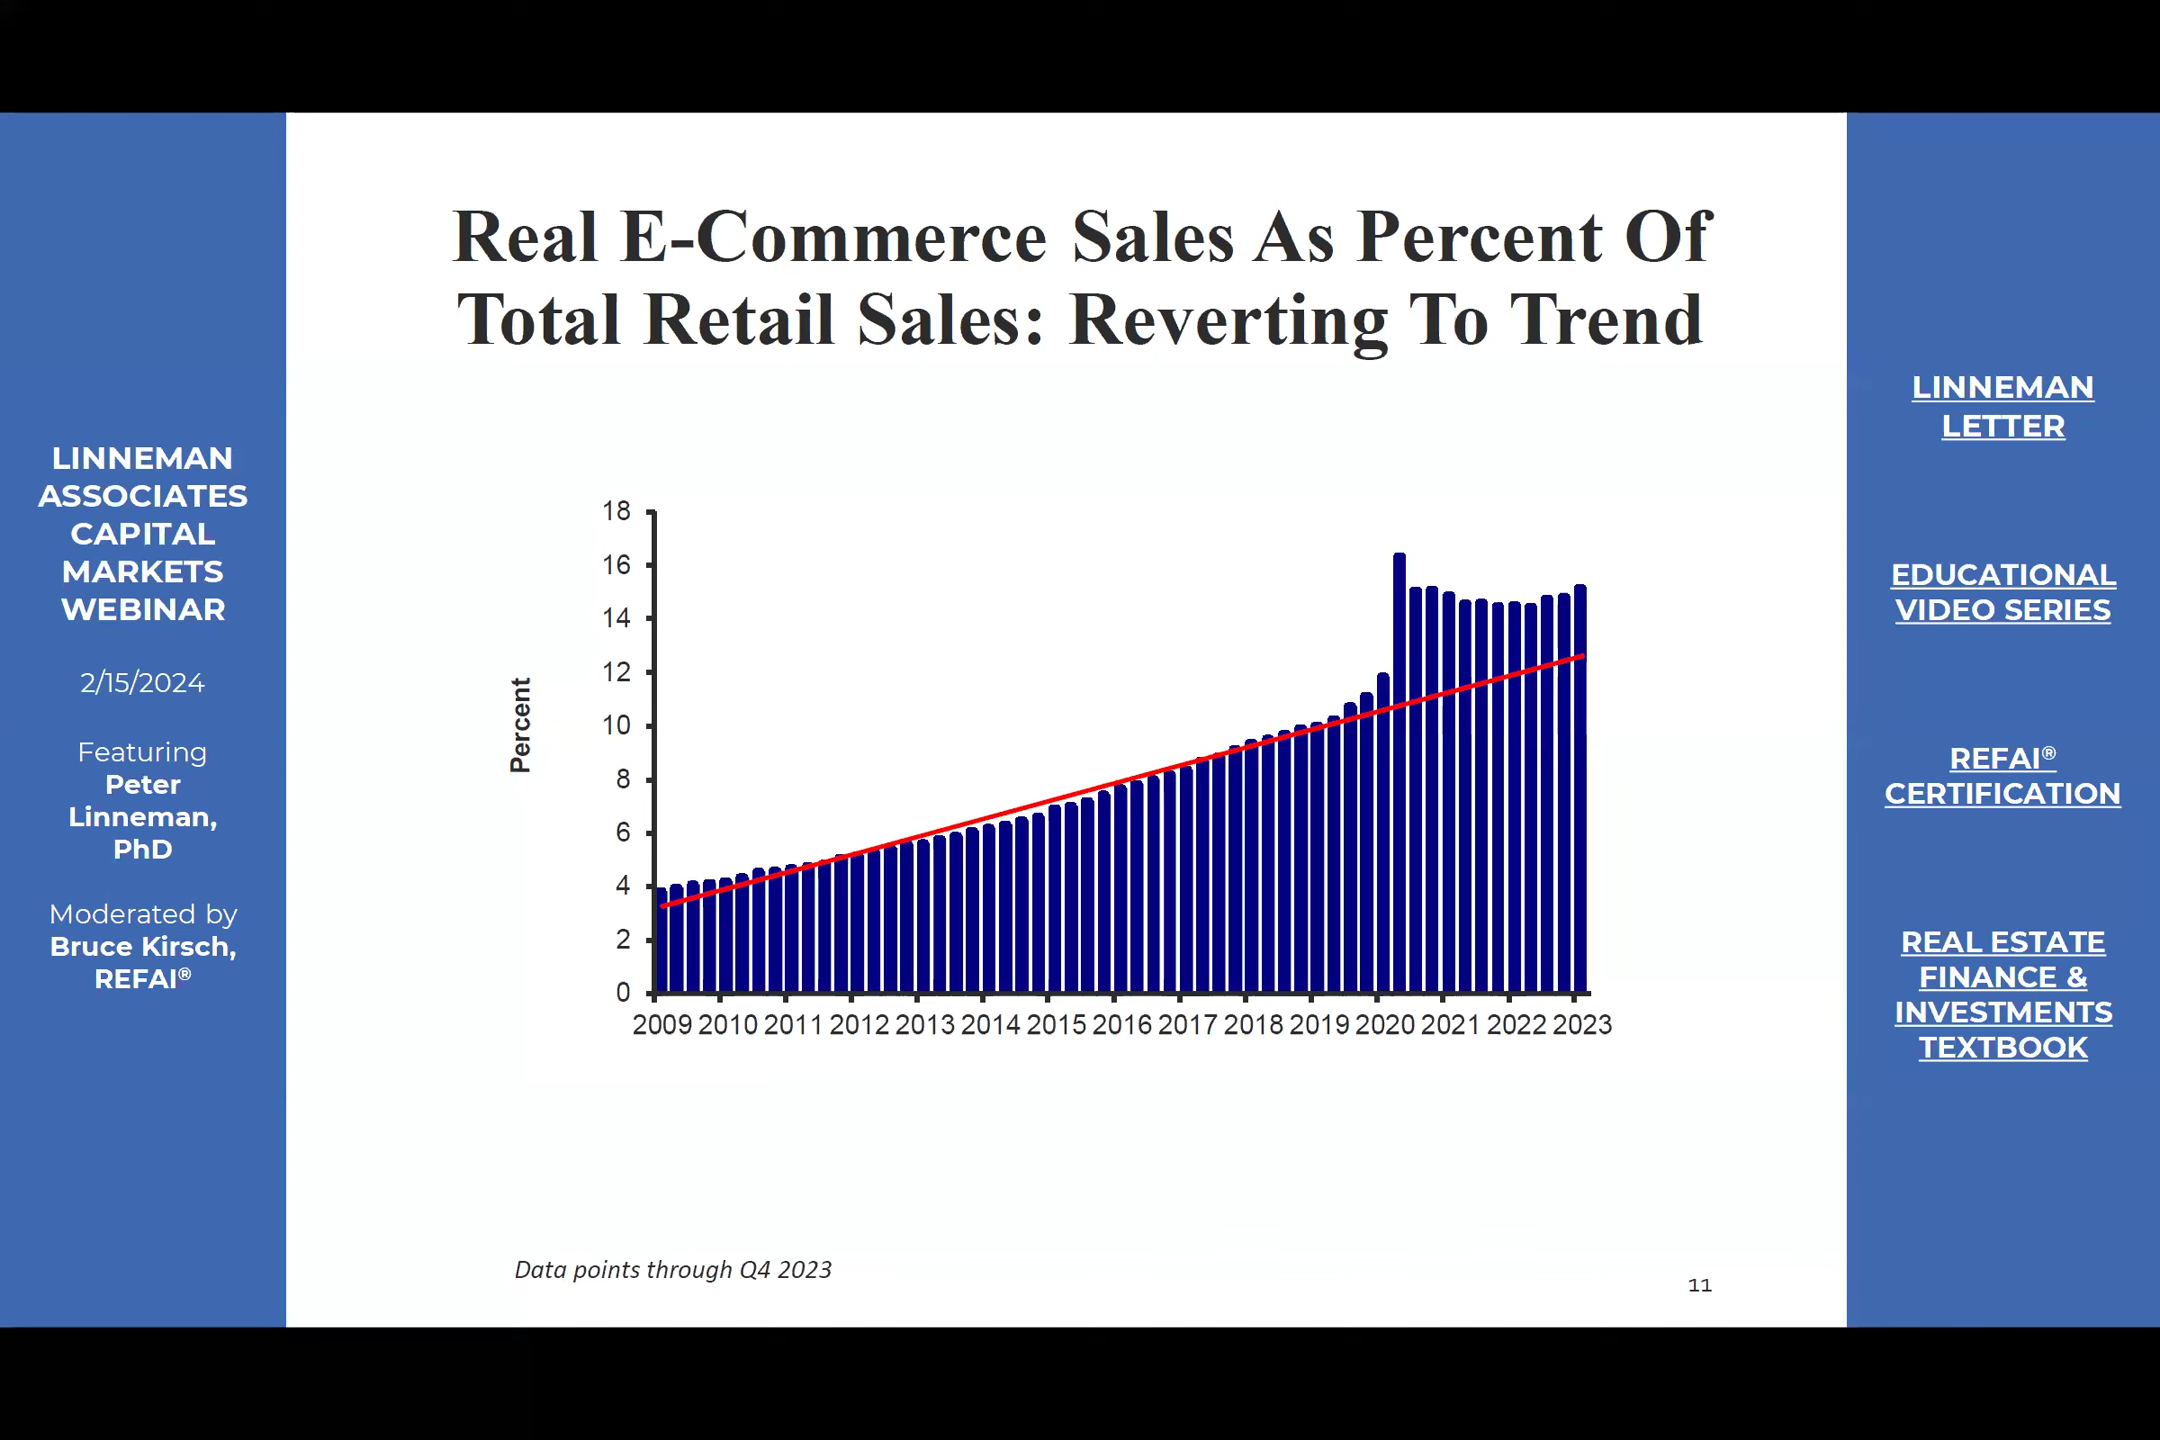 Real E-Commerce Sales As Percent Of
Total Retail Sales: Reverting To Trend
LINNEMAN
ASSOCIATES
CAPITAL
MARKETS
WEBINAR
2/15/2024
Featuring
Peter
Linneman,
PhD
Moderated by
Bruce Kirsch,
REFAI®
Percent
18
16
14
12
10
8
6
4
2
0
2009 2010 2011 2012 2013 2014 2015 2016 2017 2018 2019 2020 2021 2022 2023
Data points through Q4 2023
11
LINNEMAN
LETTER
EDUCATIONAL
VIDEO SERIES
REFAI®
CERTIFICATION
REAL ESTATE
FINANCE &
INVESTMENTS
TEXTBOOK